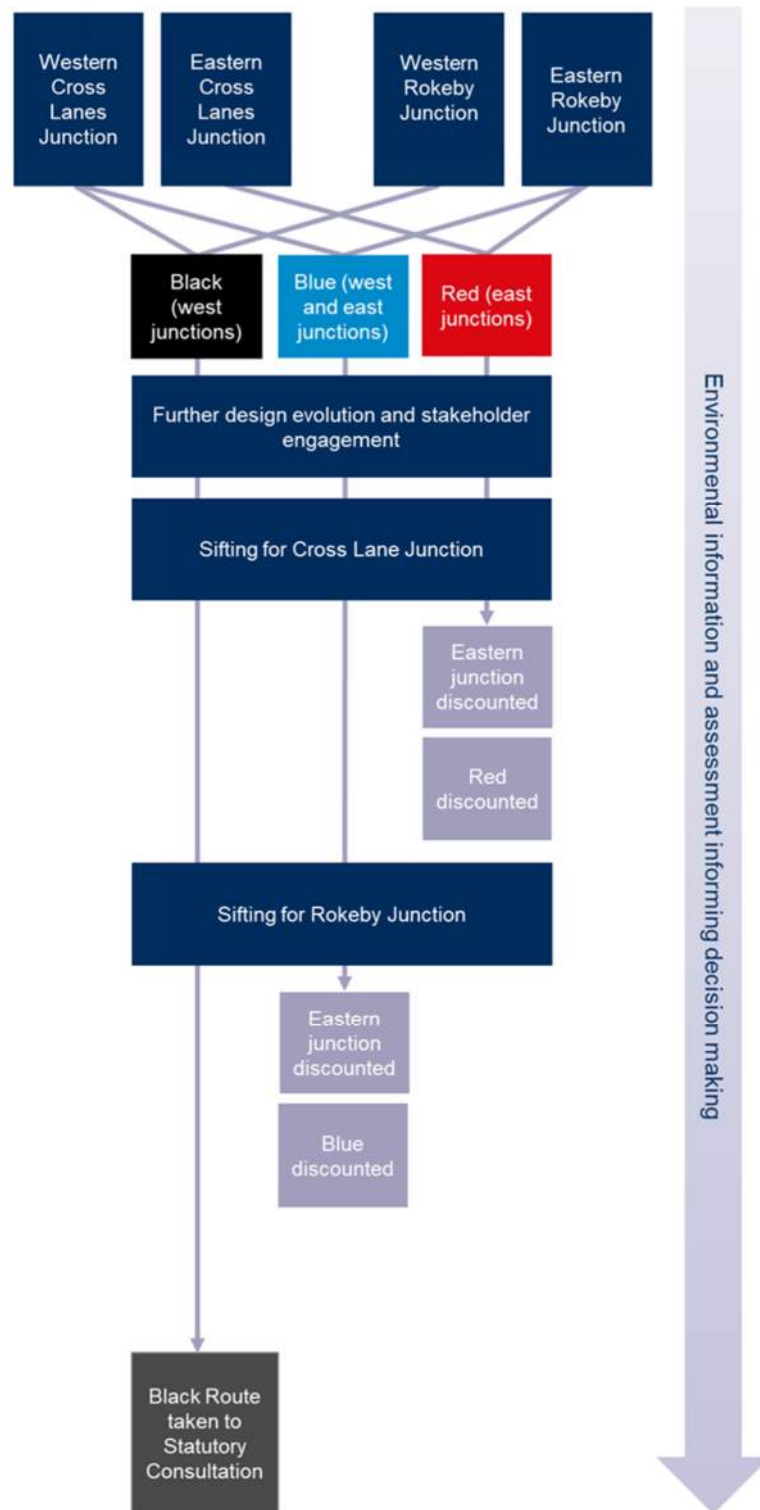 Western
Cross
Lanes
Junction
Eastern
Cross
Lanes
Junction
Western
Rokeby
Junction
Eastern
Rokeby
Junction
Black
(west
junctions)
Blue (west
and east
junctions)
Red (east
junctions)
Further design evolution and stakeholder
engagement
Sifting for Cross Lane Junction
Eastern
junction
discounted
Red
discounted
Sifting for Rokeby Junction
Eastern
junction
discounted
Blue
discounted
Black Route
taken to
Statutory
Consultation
Environmental information and assessment informing decision making